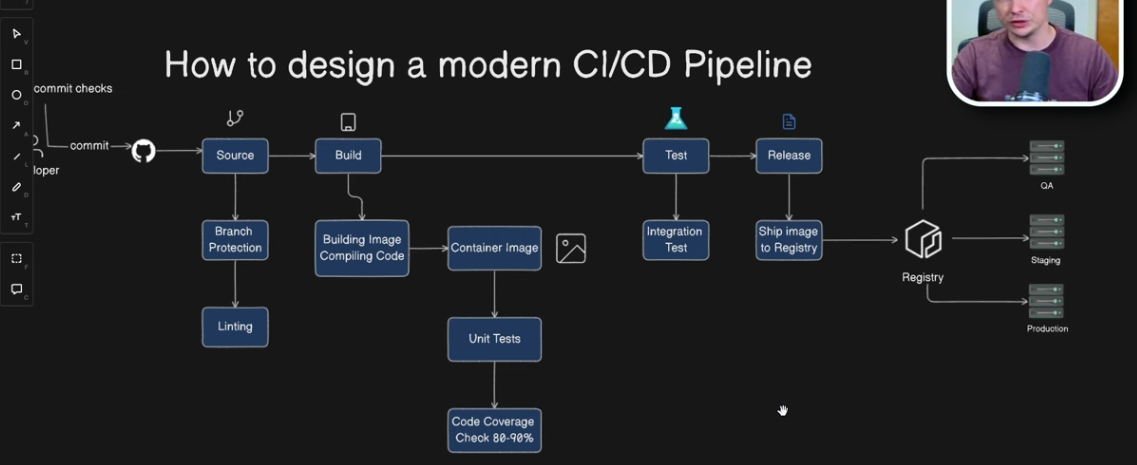 How to design a modern CI/CD Pipeline
commit checks
commit
loper
Source
Build
Test
Release
Branch
Protection
Building Image
Compiling Code
Container Image
Integration
Test
Ship image
to Registry
Linting
Unit Tests
Code Coverage
Check 80-90%
Registry
QA
Staging
Production